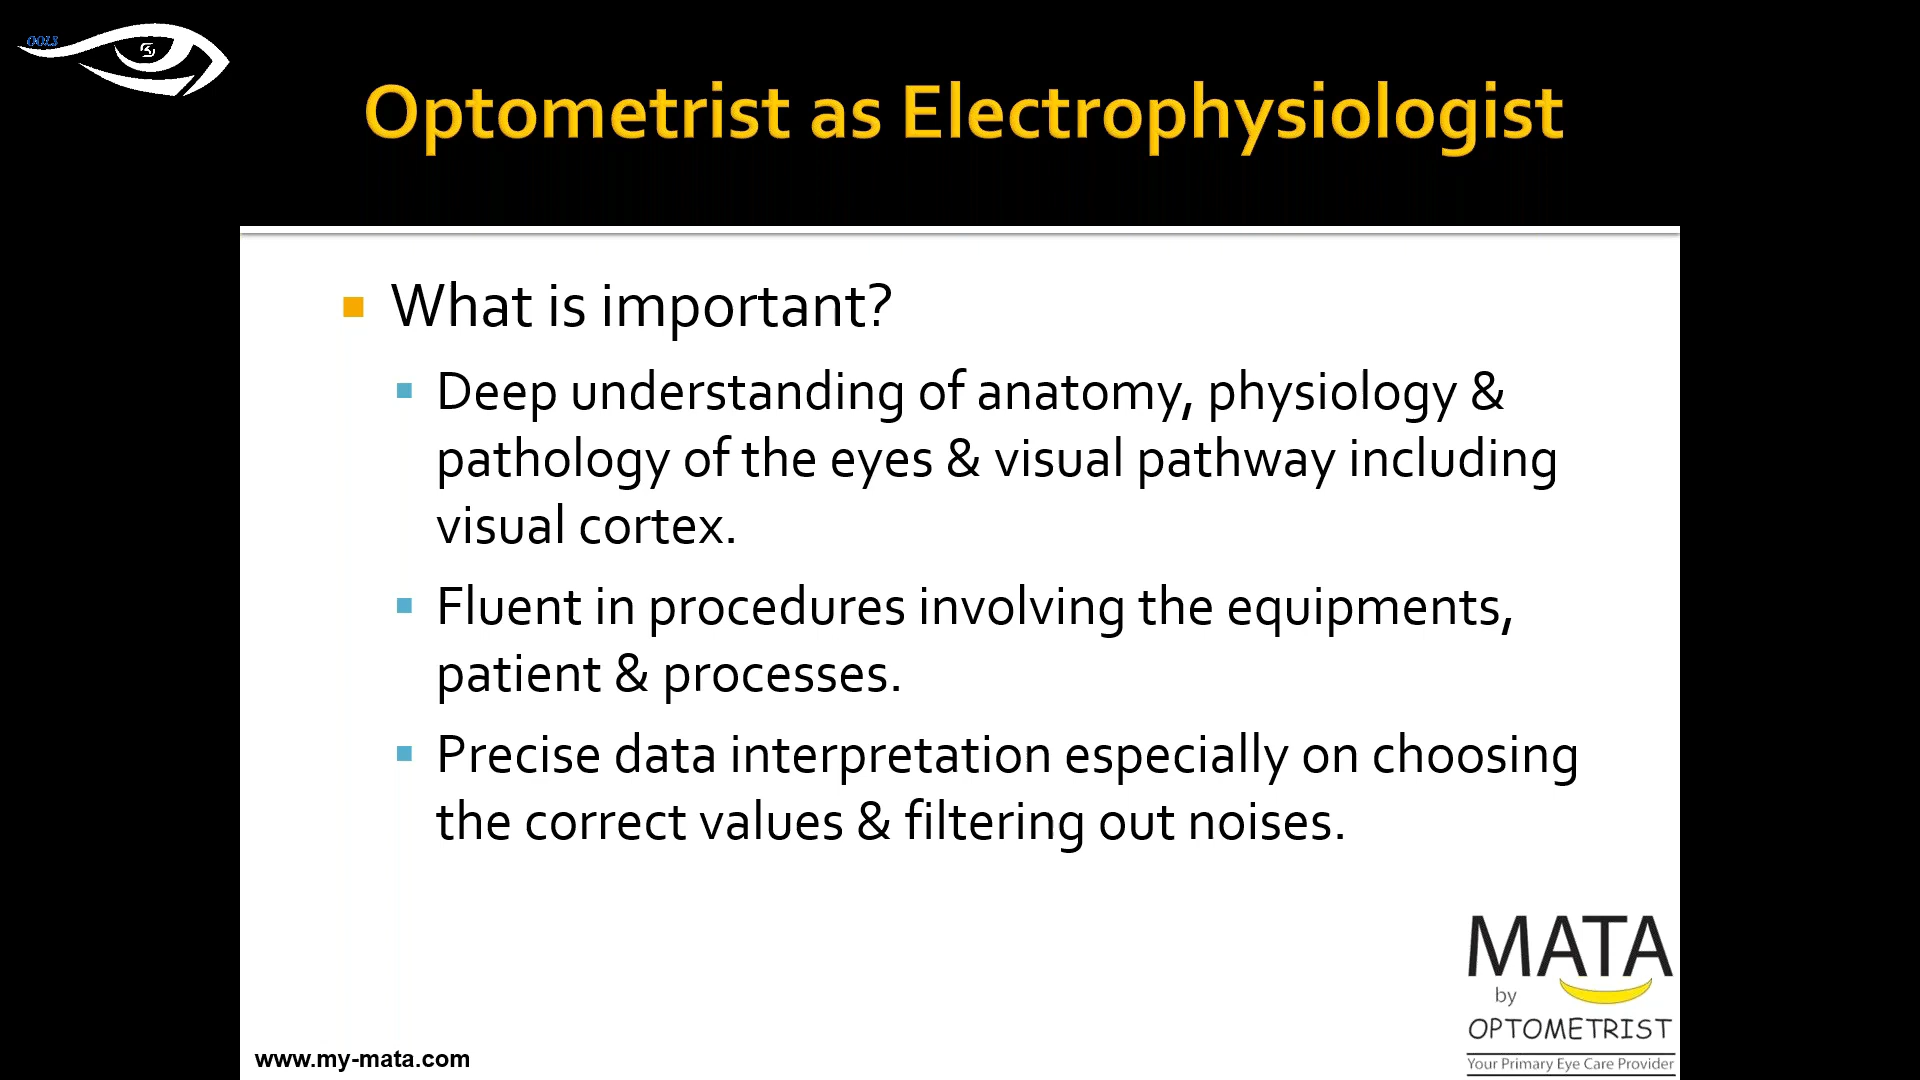 OOLS
Optometrist as Electrophysiologist
What is important?
Deep understanding of anatomy, physiology &
pathology of the eyes & visual pathway including
visual cortex.
Fluent in procedures involving the equipments,
patient & processes.
Precise data interpretation especially on choosing
the correct values & filtering out noises.
MATA
by
OPTOMETRIST
Your Primary Eye Care Provider
www.my-mata.com